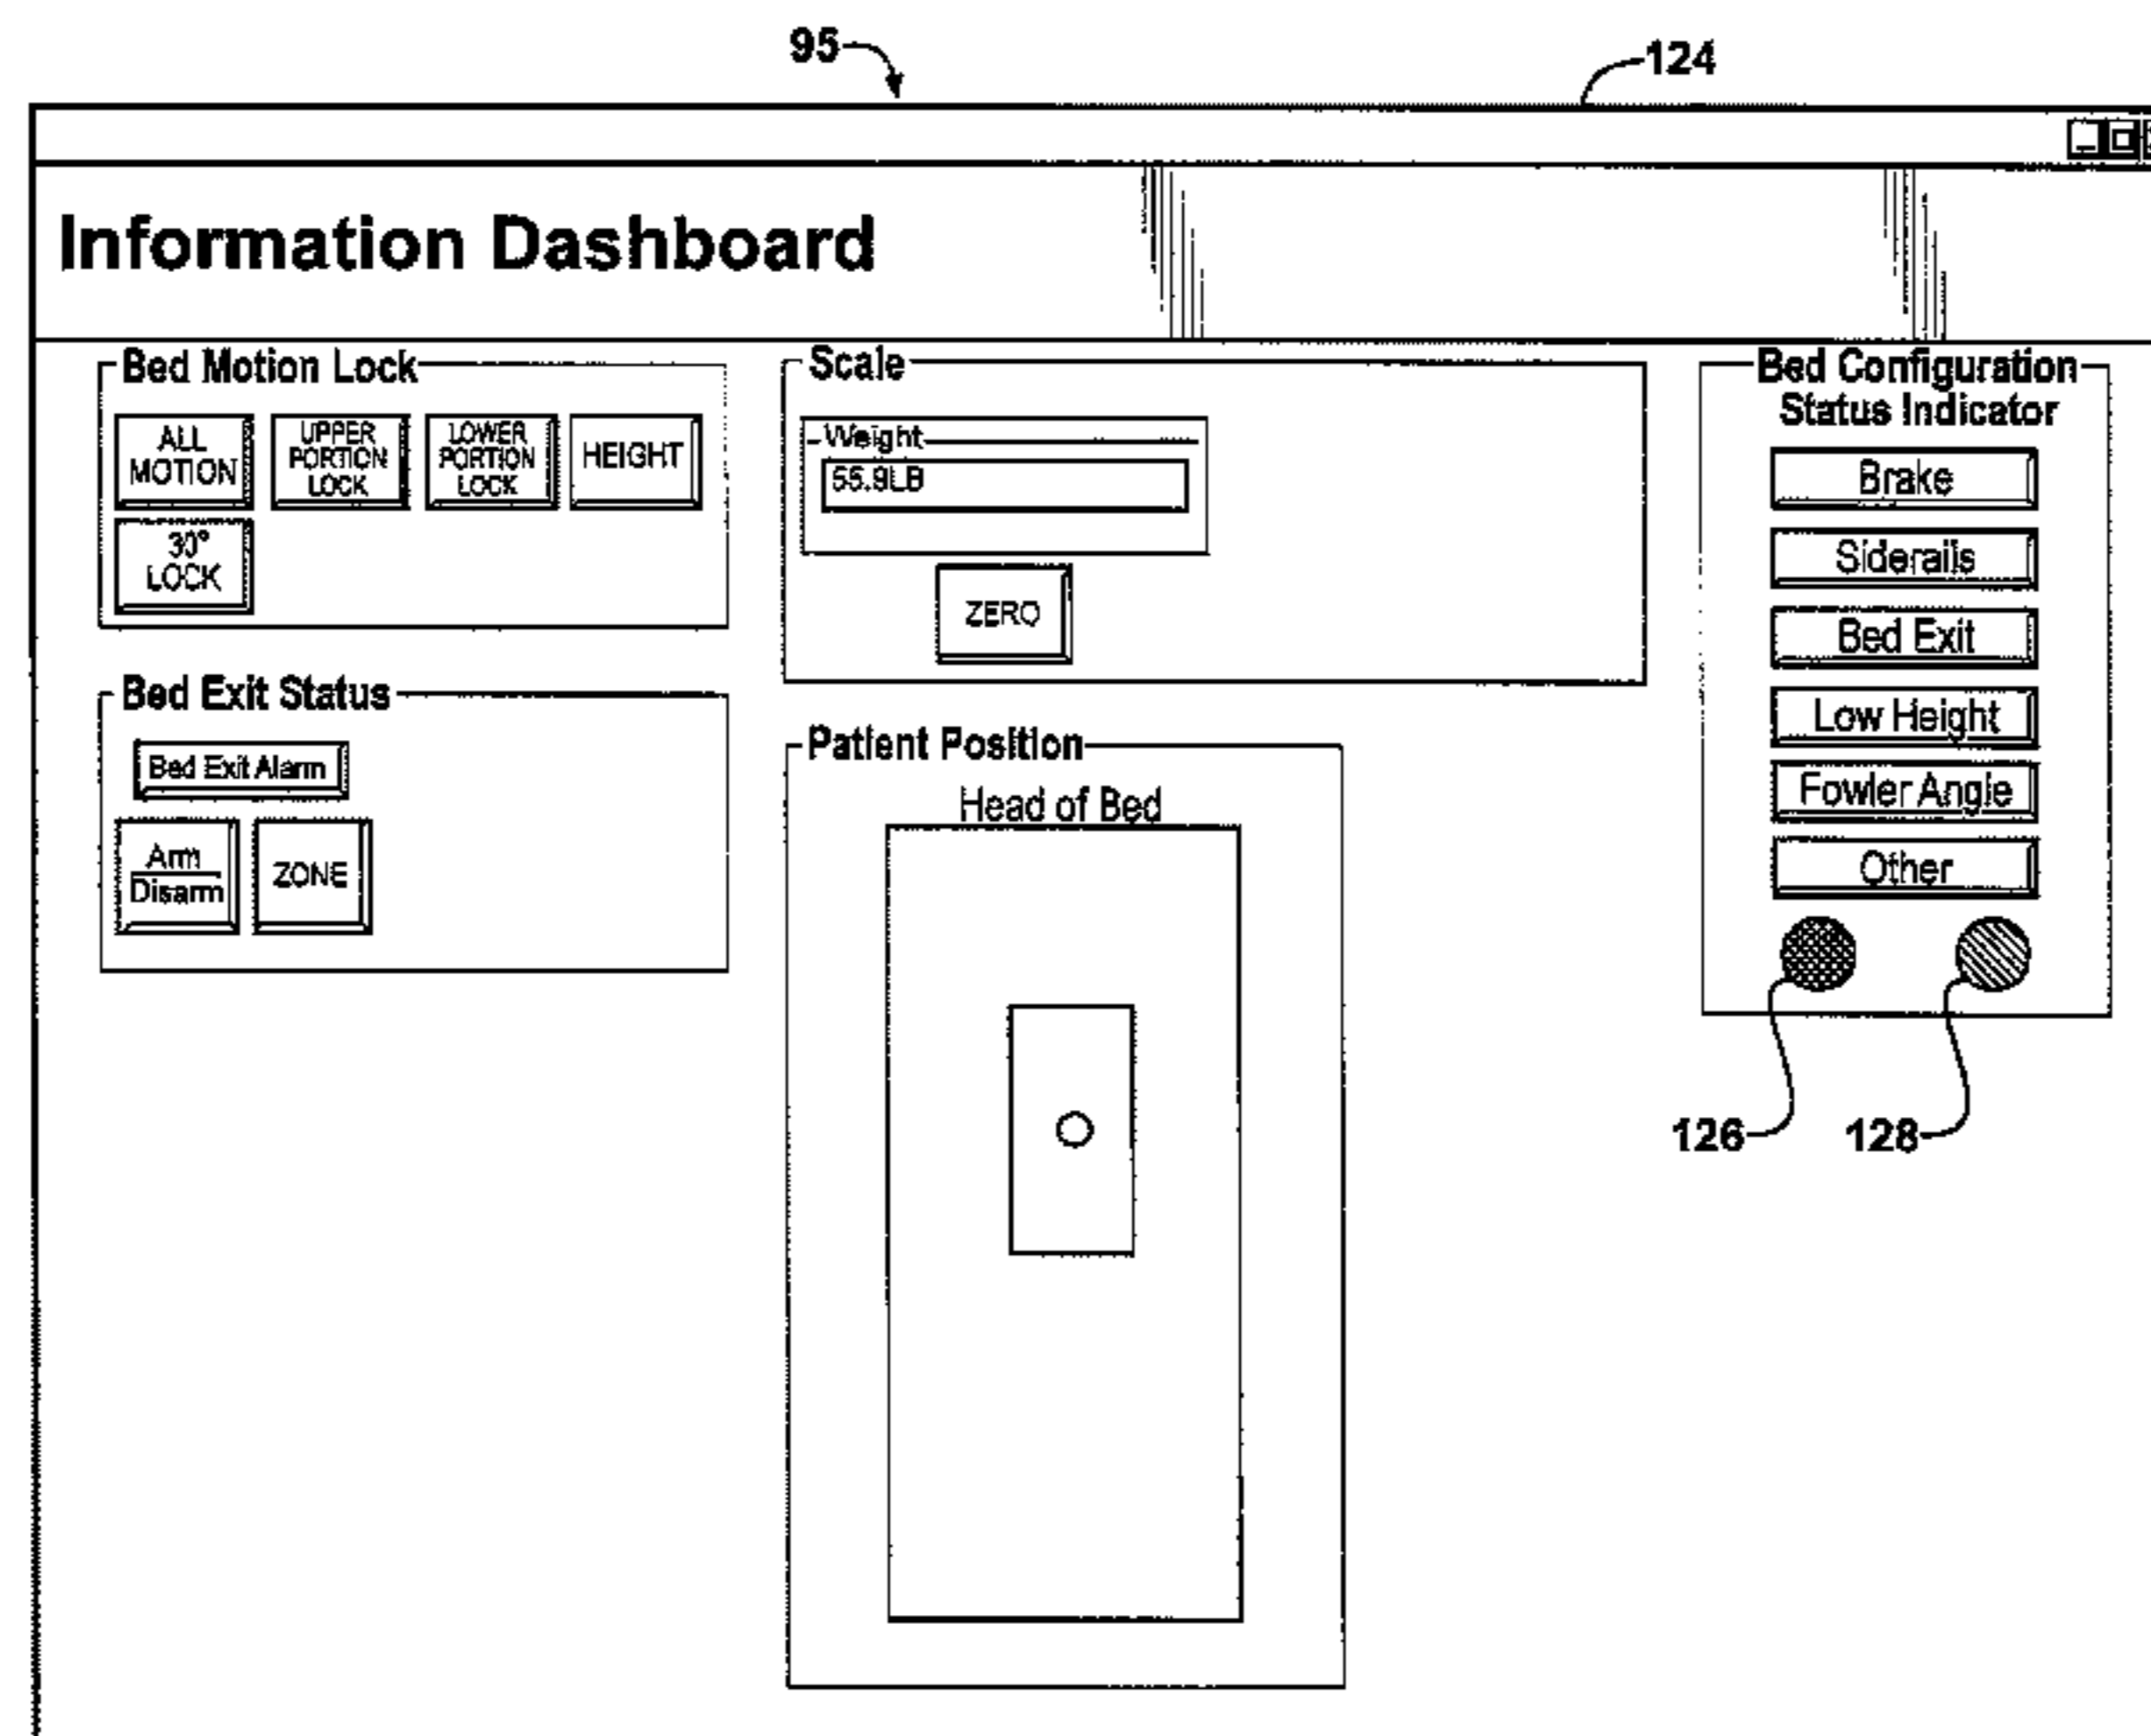 95
124
Information Dashboard
Bed Motion Lock
ALL
MOTION
UPPER
PORTION
LOCK
LOWER
PORTION
LOCK
HEIGHT
30°
LOCK
Bed Exit Status
Bed Exit Alarm
Arm
Disarm
ZONE
Scale
Weight
55.9LB
ZERO
Patient Position
Head of Bed
Bed Configuration
Status Indicator
Brake
Siderails
Bed Exit
Low Height
Fowler Angle
Other
126
128